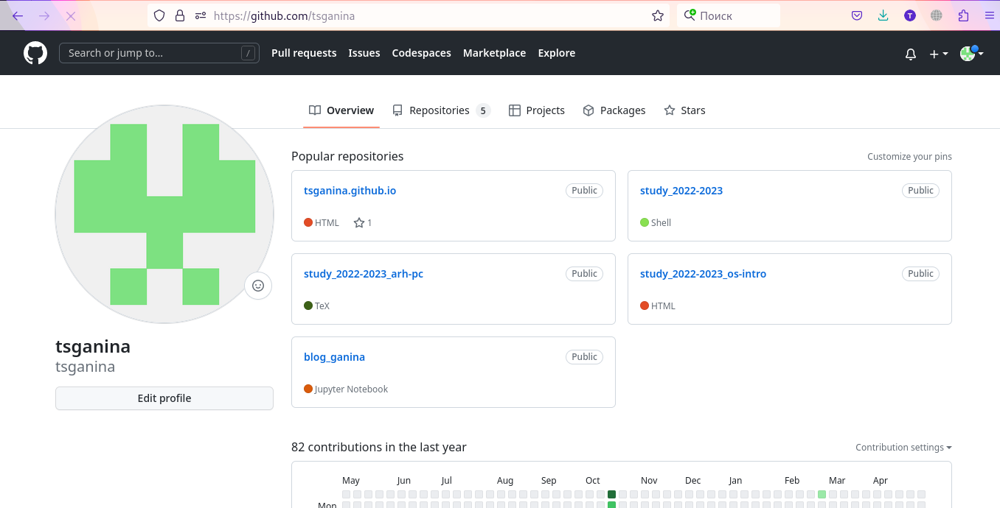 https://github.com/tsganina
Поиск
T
Search or jump to... /
Pull requests Issues Codespaces Marketplace Explore
Overview Repositories 5 Projects Packages Stars
tsganina
tsganina
Edit profile
Popular repositories Customize your pins
tsganina.github.io Public
HTML 1
study_2022-2023 Public
Shell
study_2022-2023_arh-pc Public
TeX
study_2022-2023_os-intro Public
HTML
blog_ganina Public
Jupyter Notebook
82 contributions in the last year Contribution settings
May Jun Jul Aug Sep Oct Nov Dec Jan Feb Mar Apr
Mon